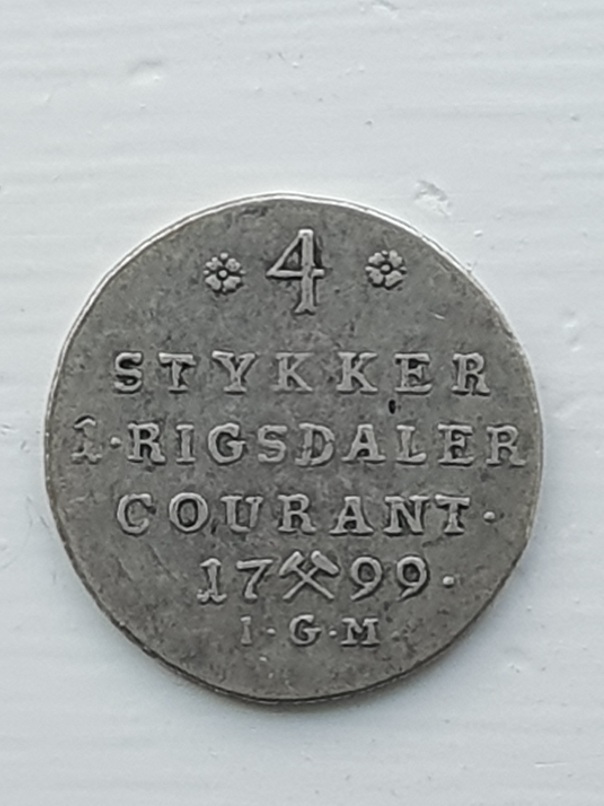 4
STYKKER
1·RIGSDALER
COURANT·
17⚒99·
I·G·M